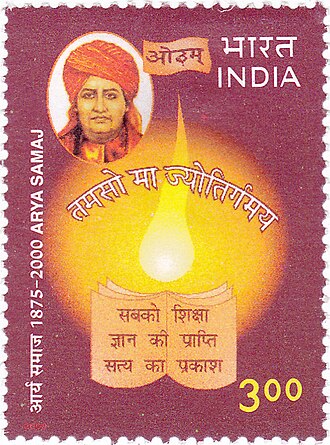 ओ३म्
भारत
INDIA
तमसो मा ज्योतिर्गमय
सबको शिक्षा
ज्ञान की प्राप्ति
सत्य का प्रकाश
आर्य समाज 1875-2000 ARYA SAMAJ
3.00